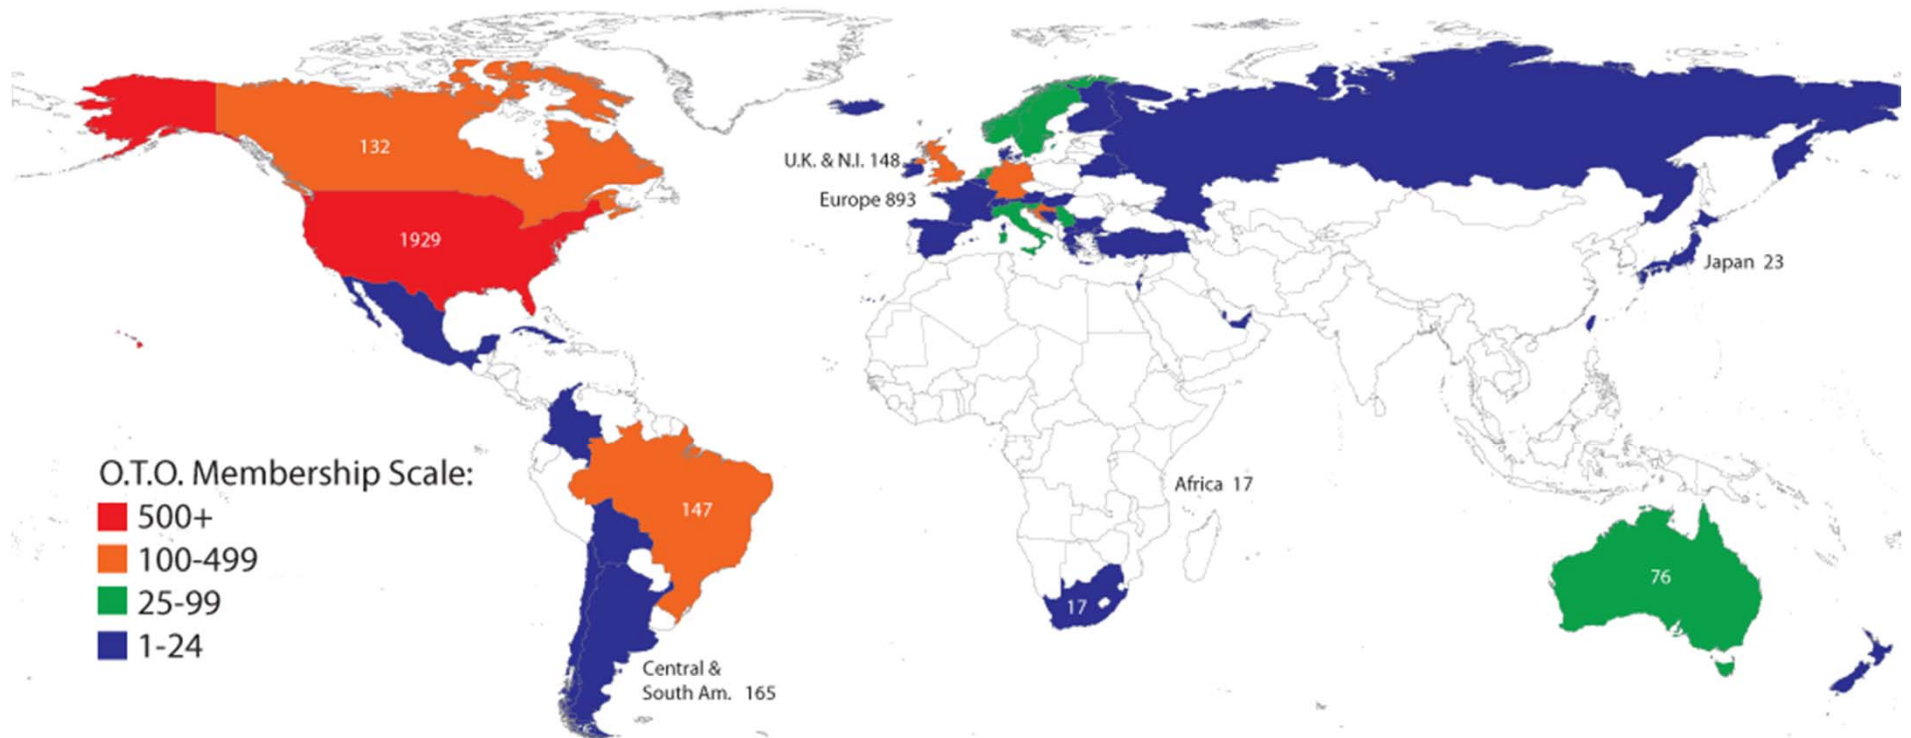 132
U.K. & N.I. 148
Europe 893
1929
Japan 23
O.T.O. Membership Scale:
500+
100-499
25-99
1-24
147
Africa 17
76
17
Central &
South Am. 165